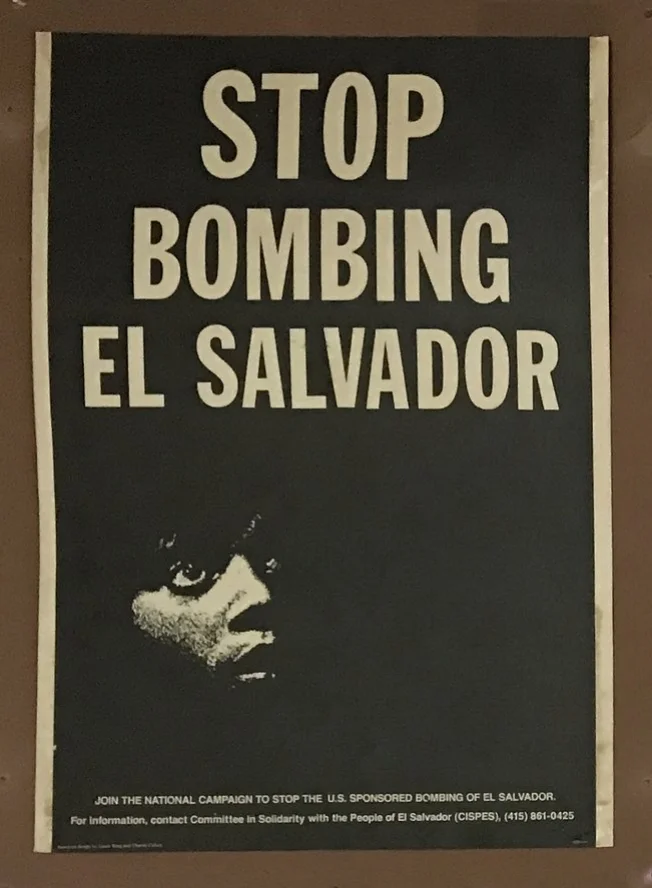 STOP
BOMBING
EL SALVADOR
JOIN THE NATIONAL CAMPAIGN TO STOP THE U.S. SPONSORED BOMBING OF EL SALVADOR.
For Information, contact Committee in Solidarity with the People of El Salvador (CISPES), (415) 861-0425